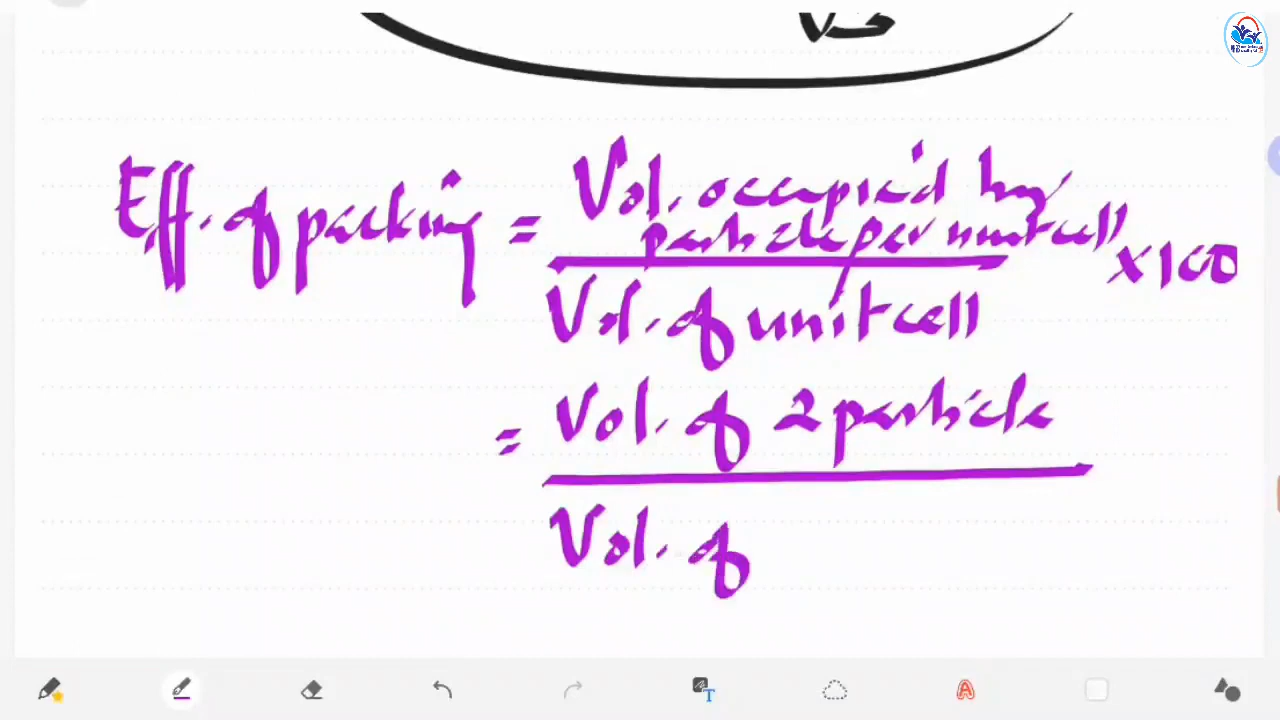 √3
Eff. of packing = Vol. occupied by
particle per unit cell
× 100
Vol. of unit cell
= Vol. of 2 particle
Vol. of